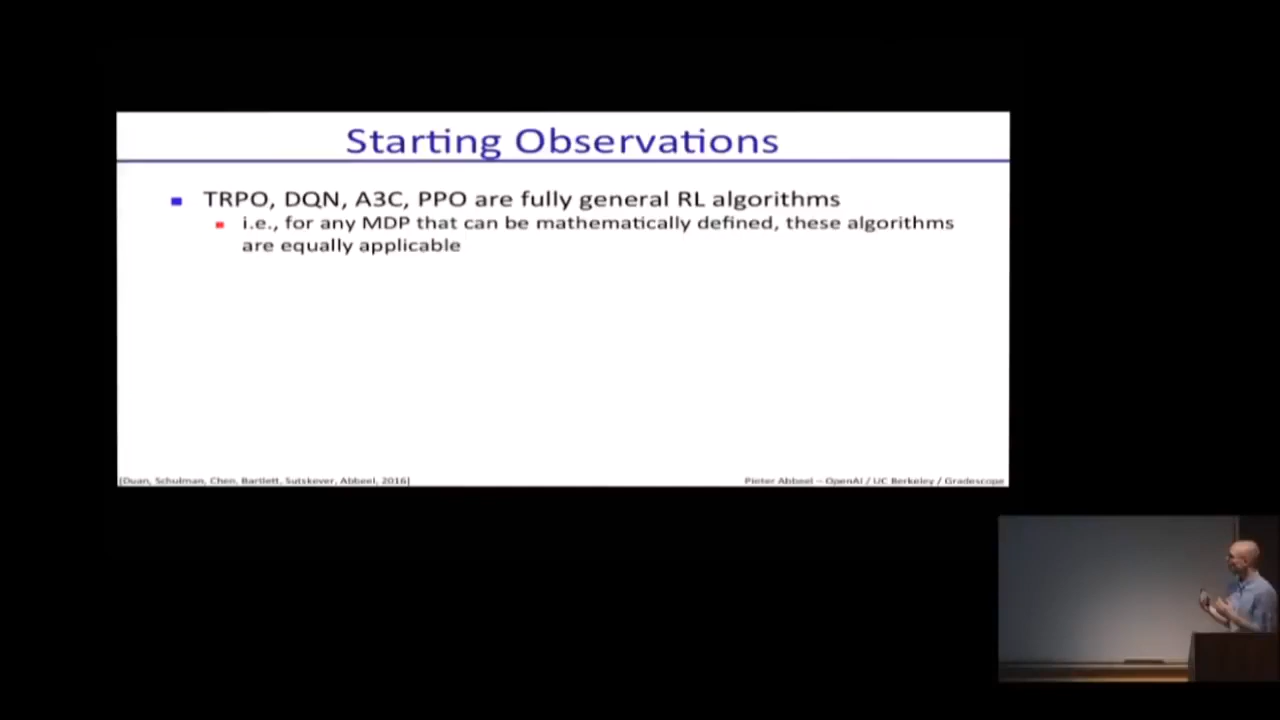 Starting Observations
TRPO, DQN, A3C, PPO are fully general RL algorithms
i.e., for any MDP that can be mathematically defined, these algorithms
are equally applicable
[Duan, Schulman, Chen, Bartlett, Sutskever, Abbeel, 2016]
Pieter Abbeel – OpenAI / UC Berkeley / Gradescope